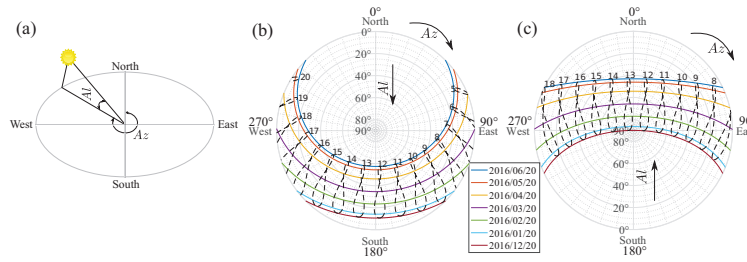 (a)
North
West
East
South
Al
Az
(b)
0°
North
Az
0°
20°
40°
60°
80°
90°
Al
270°
West
90°
East
20
19
18
17
16
15
14
13
12
11
10
9
8
7
6
5
South
180°
2016/06/20
2016/05/20
2016/04/20
2016/03/20
2016/02/20
2016/01/20
2016/12/20
(c)
0°
North
Az
18
17
16
15
14
13
12
11
10
9
8
270°
West
90°
East
90°
80°
60°
40°
20°
0°
Al
South
180°